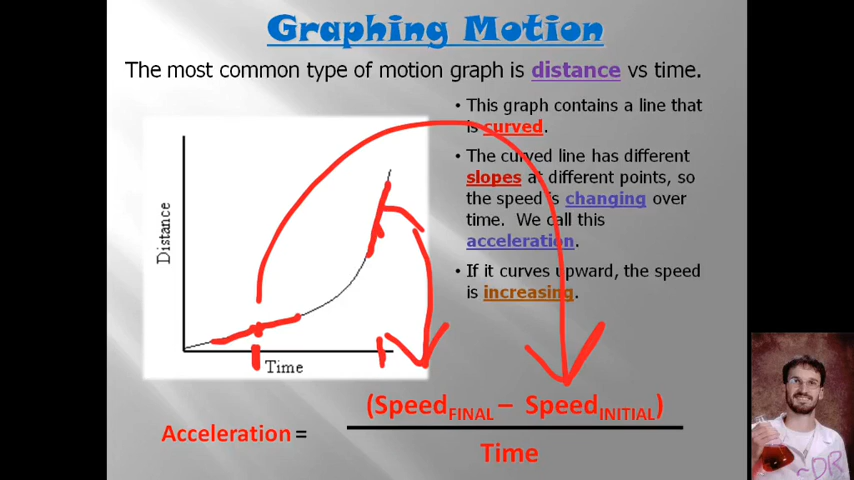 Graphing Motion
The most common type of motion graph is distance vs time.
• This graph contains a line that
is curved.
• The curved line has different
slopes at different points, so
the speed is changing over
time. We call this
acceleration.
• If it curves upward, the speed
is increasing.
Distance
Time
Acceleration = (SpeedFINAL – SpeedINITIAL)
Time
~DR